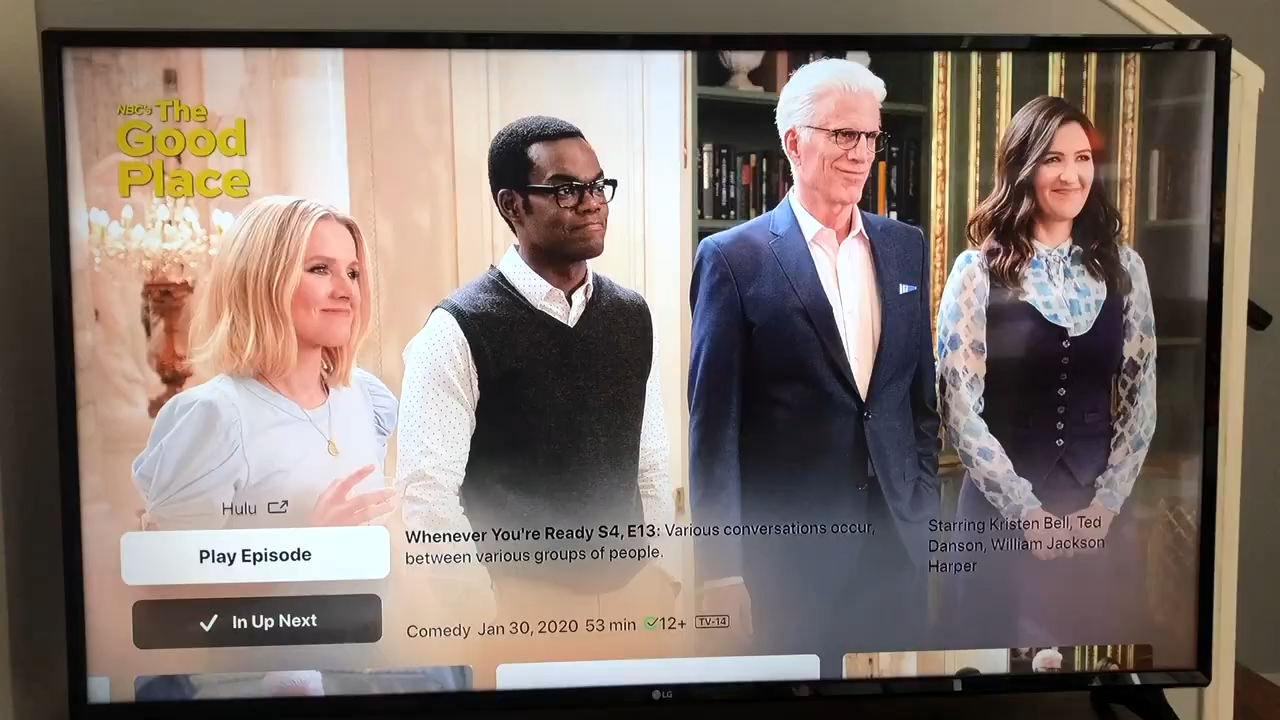 NBC's The
Good
Place
Hulu
Play Episode
In Up Next
Whenever You're Ready S4, E13: Various conversations occur,
between various groups of people.
Comedy Jan 30, 2020 53 min 12+ TV-14
Starring Kristen Bell, Ted
Danson, William Jackson
Harper
LG